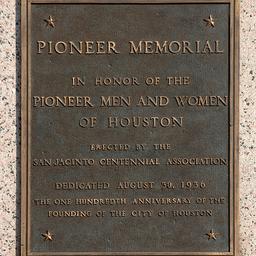 PIONEER MEMORIAL
IN HONOR OF THE
PIONEER MEN AND WOMEN
OF HOUSTON
ERECTED BY THE
SAN JACINTO CENTENNIAL ASSOCIATION
DEDICATED AUGUST 30, 1936
THE ONE HUNDREDTH ANNIVERSARY OF THE
FOUNDING OF THE CITY OF HOUSTON